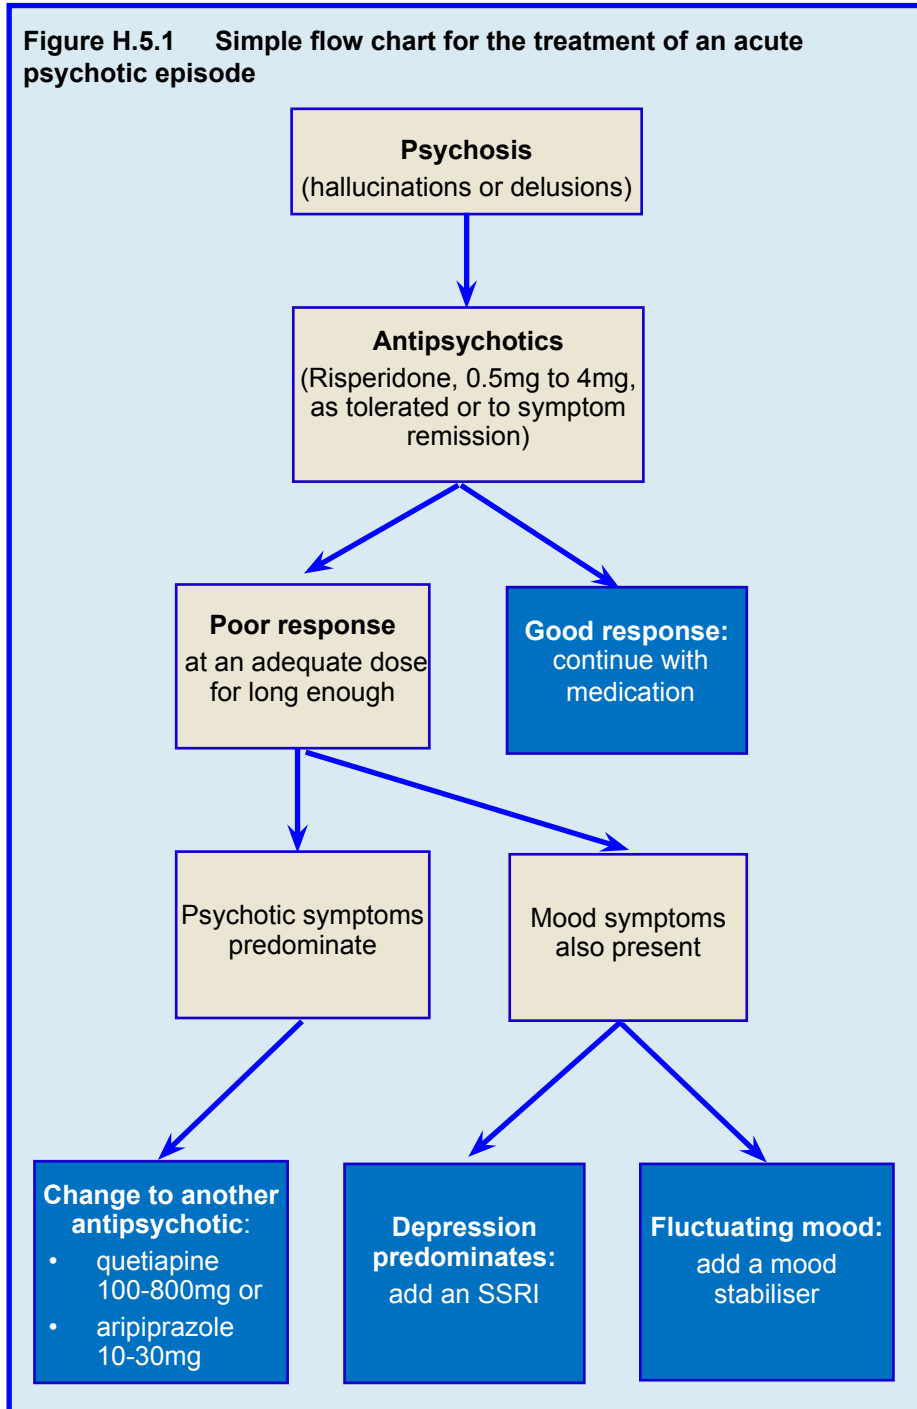 Figure H.5.1 Simple flow chart for the treatment of an acute
psychotic episode
Psychosis
(hallucinations or delusions)
Antipsychotics
(Risperidone, 0.5mg to 4mg,
as tolerated or to symptom
remission)
Poor response
at an adequate dose
for long enough
Good response:
continue with
medication
Psychotic symptoms
predominate
Mood symptoms
also present
Change to another
antipsychotic:
• quetiapine
100-800mg or
• aripiprazole
10-30mg
Depression
predominates:
add an SSRI
Fluctuating mood:
add a mood
stabiliser